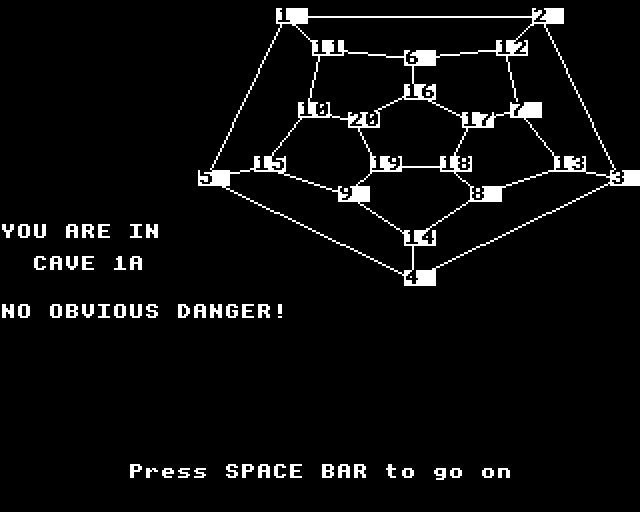 1 2
11 6 12
16
10 20 17 7
15 19 18 13
5 9 8 3
YOU ARE IN
14
CAVE 1A
4
NO OBVIOUS DANGER!
Press SPACE BAR to go on